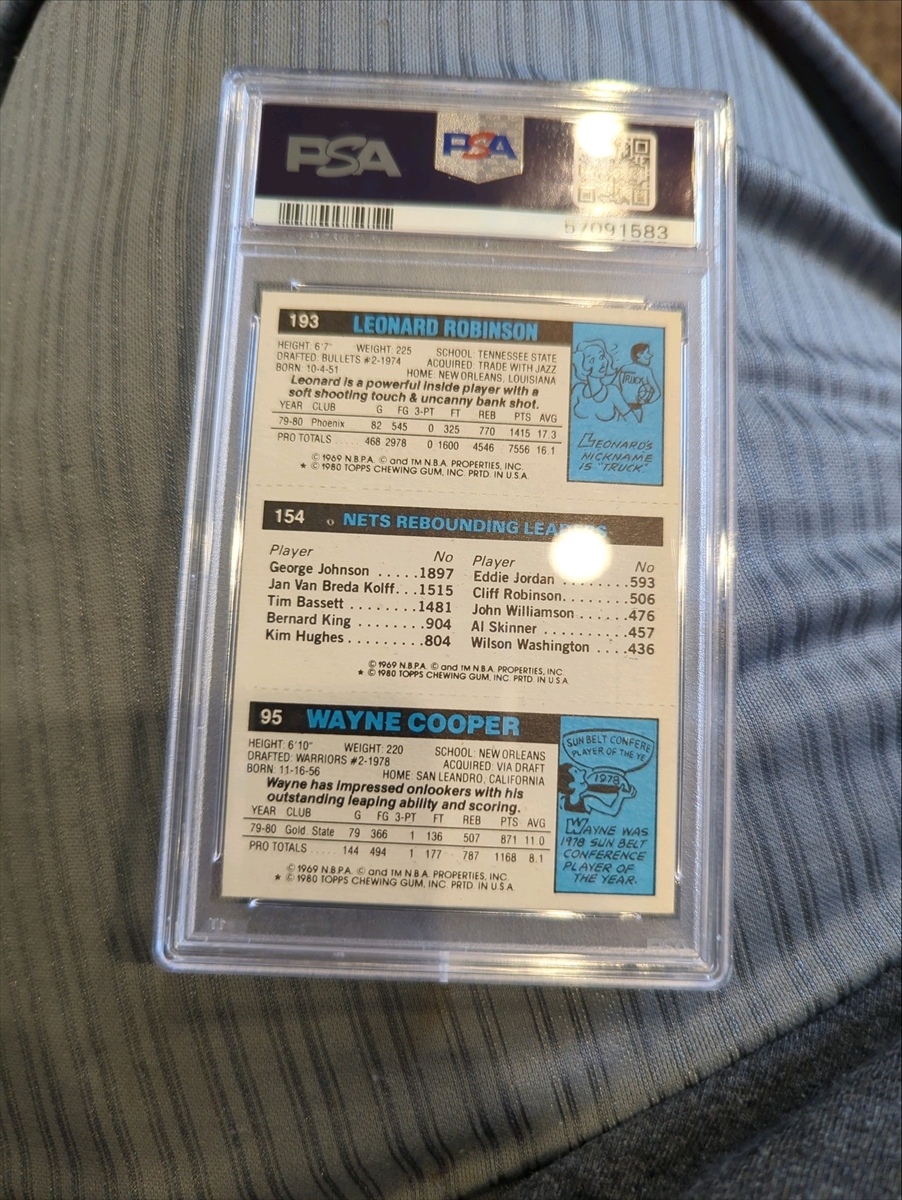 PSA
PSA
57091583
193 LEONARD ROBINSON
HEIGHT: 6'7" WEIGHT: 225 SCHOOL: TENNESSEE STATE
DRAFTED: BULLETS #2-1974 ACQUIRED: TRADE WITH JAZZ
BORN: 10-4-51 HOME: NEW ORLEANS, LOUISIANA
Leonard is a powerful inside player with a
soft shooting touch & uncanny bank shot.
YEAR CLUB G FG 3-PT FT REB PTS AVG
79-80 Phoenix 82 545 0 325 770 1415 17.3
PRO TOTALS ..... 468 2978 0 1600 4546 7556 16.1
© 1969 N.B.P.A. © and TM N.B.A. PROPERTIES, INC.
★ © 1980 TOPPS CHEWING GUM, INC. PRTD. IN U.S.A.
TRUCK
LEONARD'S
NICKNAME
IS "TRUCK"
154 NETS REBOUNDING LEADERS
Player No Player No
George Johnson .....1897 Eddie Jordan ........593
Jan Van Breda Kolff...1515 Cliff Robinson.......506
Tim Bassett ........1481 John Williamson .....476
Bernard King ........904 Al Skinner .........457
Kim Hughes ........804 Wilson Washington ....436
© 1969 N.B.P.A. © and TM N.B.A. PROPERTIES, INC.
★ © 1980 TOPPS CHEWING GUM, INC. PRTD. IN U.S.A.
95 WAYNE COOPER
HEIGHT: 6'10" WEIGHT: 220 SCHOOL: NEW ORLEANS
DRAFTED: WARRIORS #2-1978 ACQUIRED: VIA DRAFT
BORN: 11-16-56 HOME: SAN LEANDRO, CALIFORNIA
Wayne has impressed onlookers with his
outstanding leaping ability and scoring.
YEAR CLUB G FG 3-PT FT REB PTS AVG
79-80 Gold State 79 366 1 136 507 871 11.0
PRO TOTALS ..... 144 494 1 177 787 1168 8.1
© 1969 N.B.P.A. © and TM N.B.A. PROPERTIES, INC.
★ © 1980 TOPPS CHEWING GUM, INC. PRTD. IN U.S.A.
SUN BELT CONFERE
PLAYER OF THE YE
1978
WAYNE WAS
1978 SUN BELT
CONFERENCE
PLAYER OF
THE YEAR.